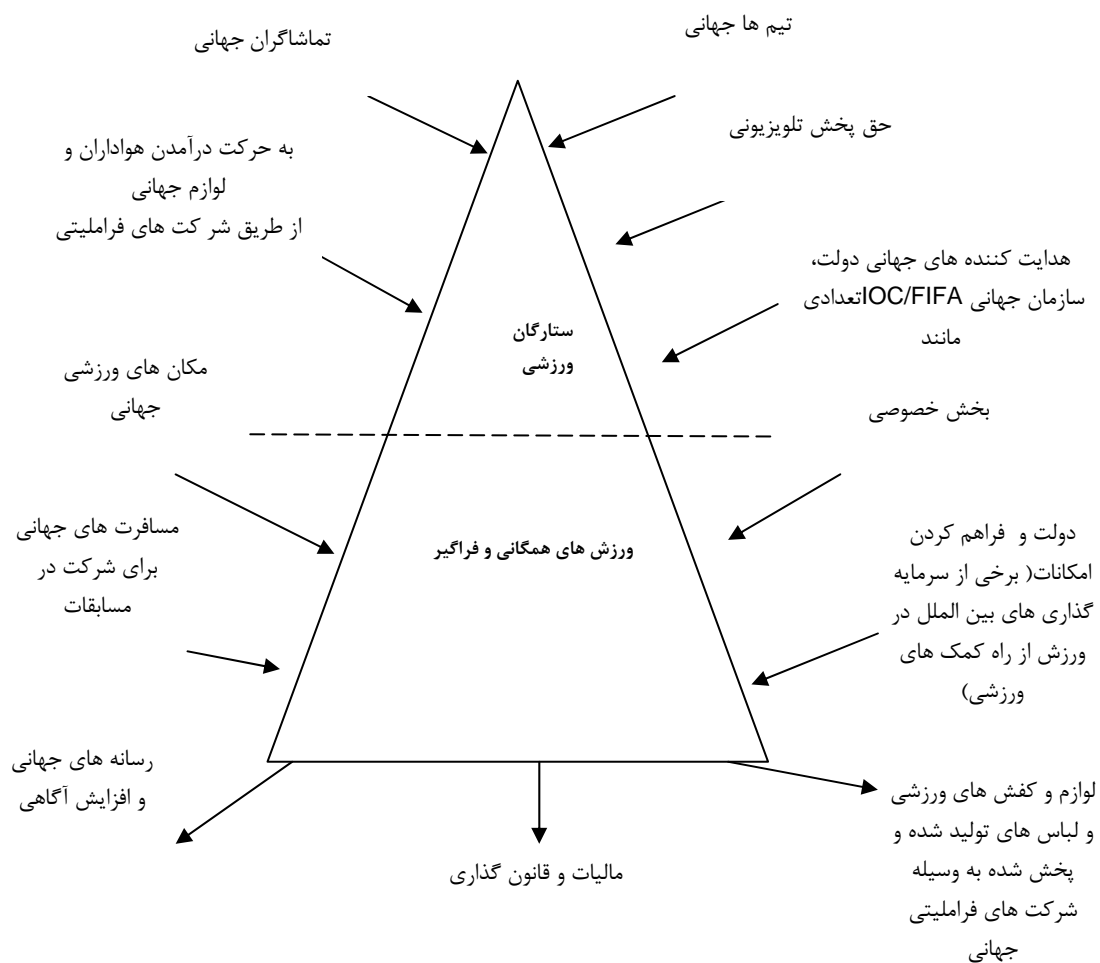 تیم ها جهانی
تماشاگران جهانی
حق پخش تلویزیونی
به حرکت درآمدن هواداران و
لوازم جهانی
از طریق شر کت های فراملیتی
هدایت کننده های جهانی دولت،
سازمان جهانی IOC/FIFAتعدادی
مانند
ستارگان
ورزشی
مکان های ورزشی
جهانی
بخش خصوصی
مسافرت های جهانی
برای شرکت در
مسابقات
ورزش های همگانی و فراگیر
دولت و فراهم کردن
امکانات( برخی از سرمایه
گذاری های بین الملل در
ورزش از راه کمک های
ورزشی)
رسانه های جهانی
و افزایش آگاهی
لوازم و کفش های ورزشی
و لباس های تولید شده و
پخش شده به وسیله
شرکت های فراملیتی
جهانی
مالیات و قانون گذاری